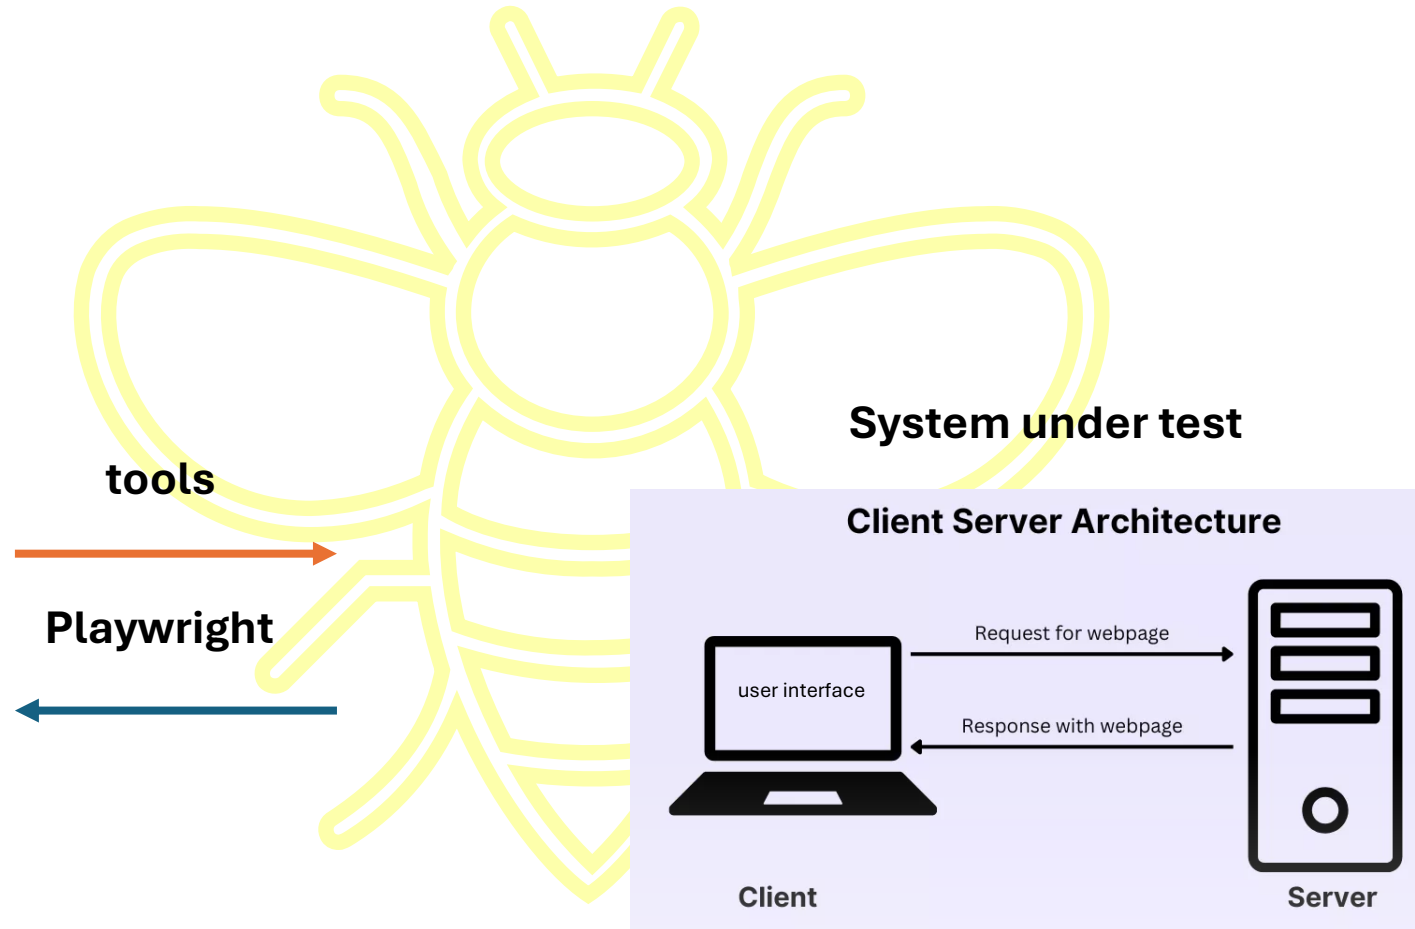 System under test
tools
Playwright
Client Server Architecture
Request for webpage
user interface
Response with webpage
Client
Server